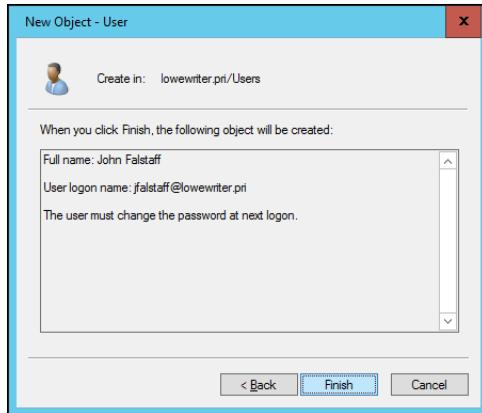 New Object - User
x
Create in: lowewriter.pri/Users
When you click Finish, the following object will be created:
Full name: John Falstaff
User logon name: jfalstaff@lowewriter.pri
The user must change the password at next logon.
< Back Finish Cancel